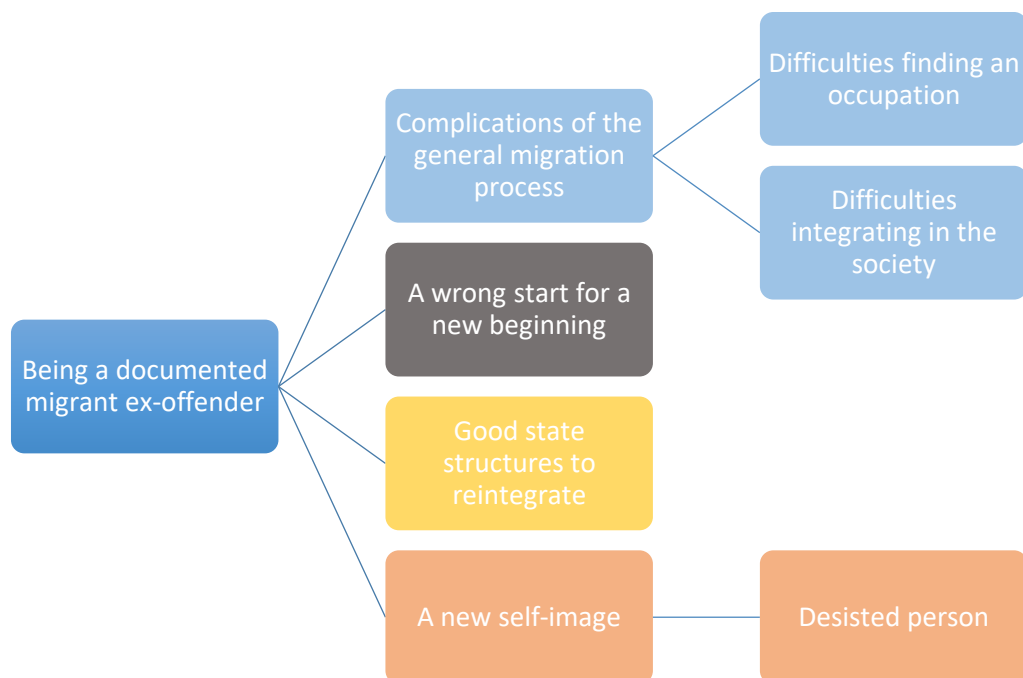 Being a documented
migrant ex-offender
Complications of the
general migration
process
Difficulties finding an
occupation
Difficulties
integrating in the
society
A wrong start for a
new beginning
Good state
structures to
reintegrate
A new self-image
Desisted person